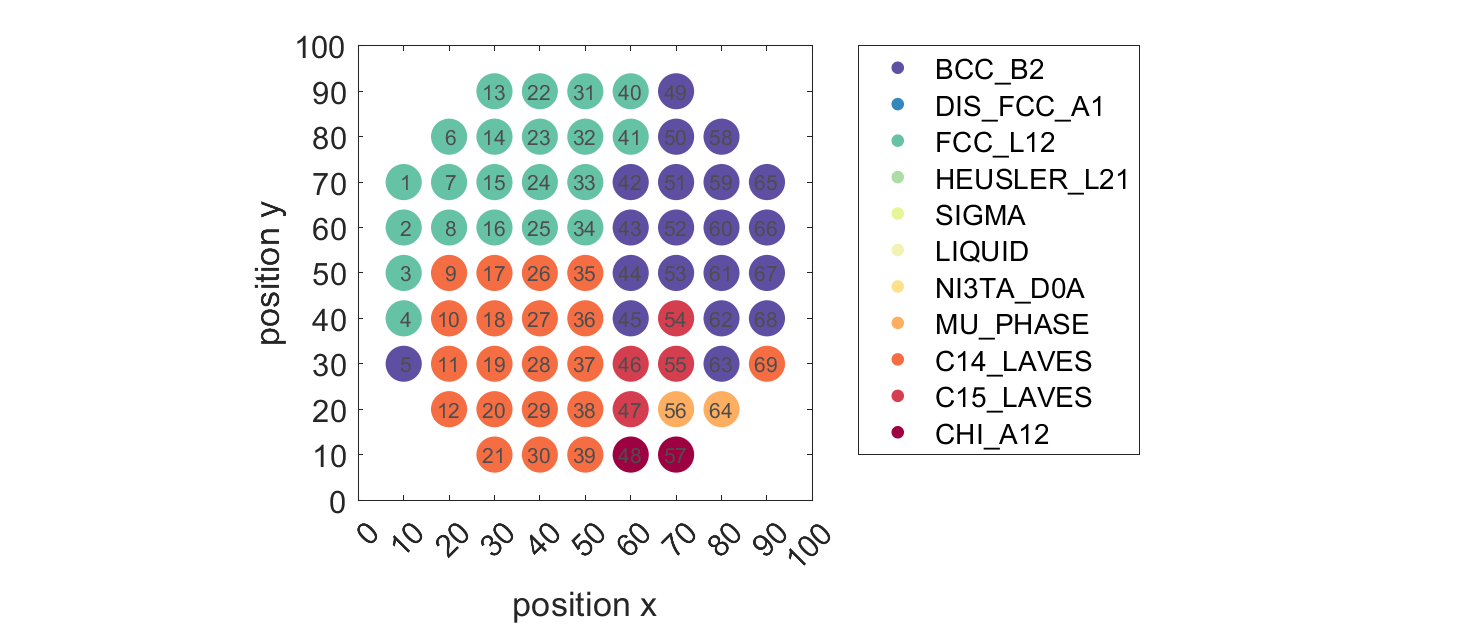 100
90 13 22 31 40 49
80 6 14 23 32 41 50 58
70 1 7 15 24 33 42 51 59 65
60 2 8 16 25 34 43 52 60 66
50 3 9 17 26 35 44 53 61 67
40 4 10 18 27 36 45 54 62 68
30 5 11 19 28 37 46 55 63 69
20 12 20 29 38 47 56 64
10 21 30 39 48 57
0
position y
0 10 20 30 40 50 60 70 80 90 100
position x
BCC_B2
DIS_FCC_A1
FCC_L12
HEUSLER_L21
SIGMA
LIQUID
NI3TA_D0A
MU_PHASE
C14_LAVES
C15_LAVES
CHI_A12